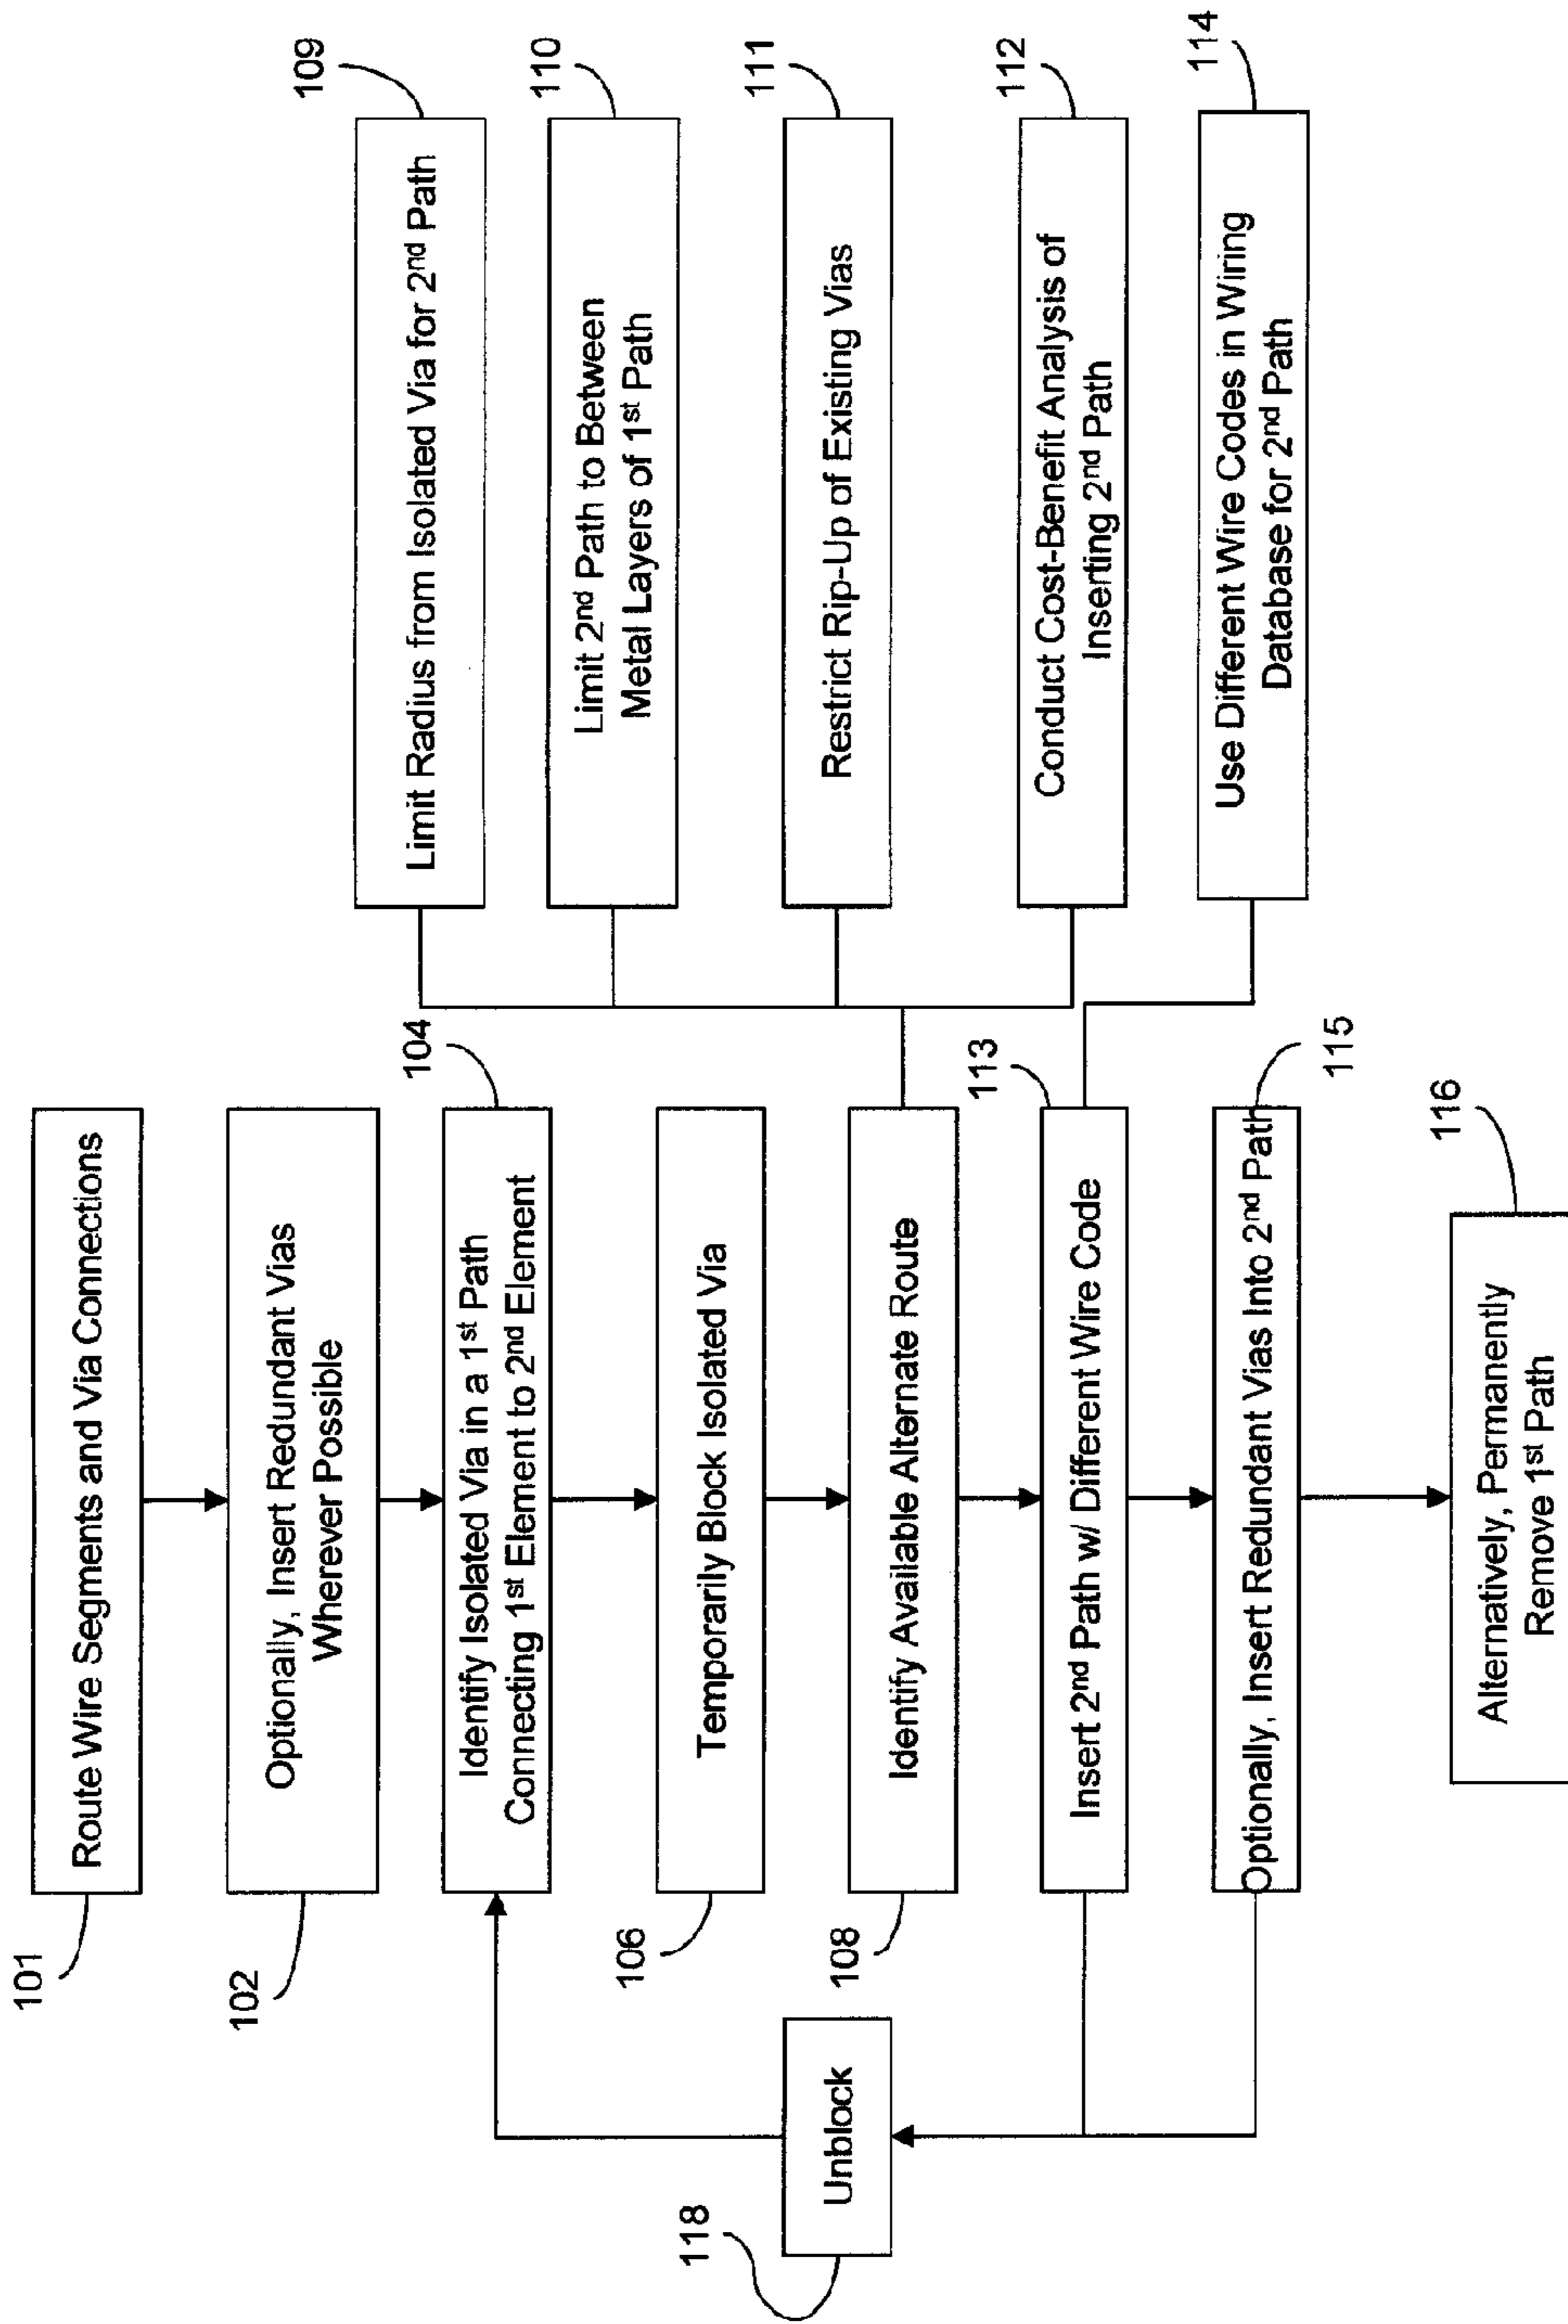 101
Route Wire Segments and Via Connections
102
Optionally, Insert Redundant Vias
Wherever Possible
104
Identify Isolated Via in a 1st Path
Connecting 1st Element to 2nd Element
106
Temporarily Block Isolated Via
108
Identify Available Alternate Route
109
Limit Radius from Isolated Via for 2nd Path
110
Limit 2nd Path to Between
Metal Layers of 1st Path
111
Restrict Rip-Up of Existing Vias
112
Conduct Cost-Benefit Analysis of
Inserting 2nd Path
113
Insert 2nd Path w/ Different Wire Code
114
Use Different Wire Codes in Wiring
Database for 2nd Path
115
Optionally, Insert Redundant Vias Into 2nd Path
116
Alternatively, Permanently
Remove 1st Path
118
Unblock